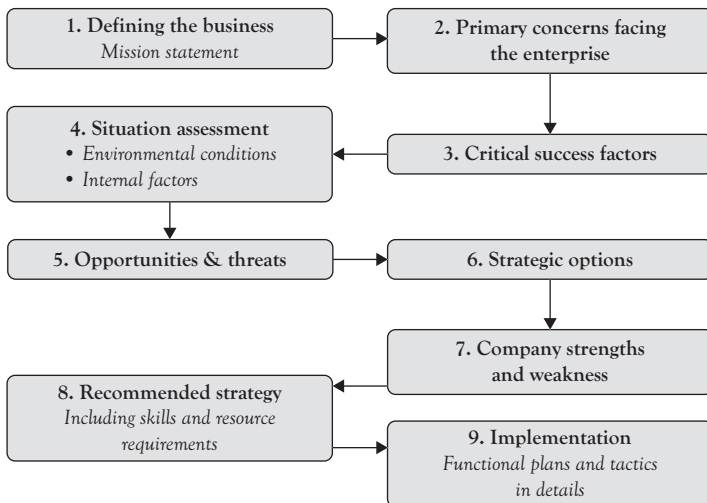 1. Defining the business
Mission statement
2. Primary concerns facing
the enterprise
3. Critical success factors
4. Situation assessment
• Environmental conditions
• Internal factors
5. Opportunities & threats
6. Strategic options
7. Company strengths
and weakness
8. Recommended strategy
Including skills and resource
requirements
9. Implementation
Functional plans and tactics
in details